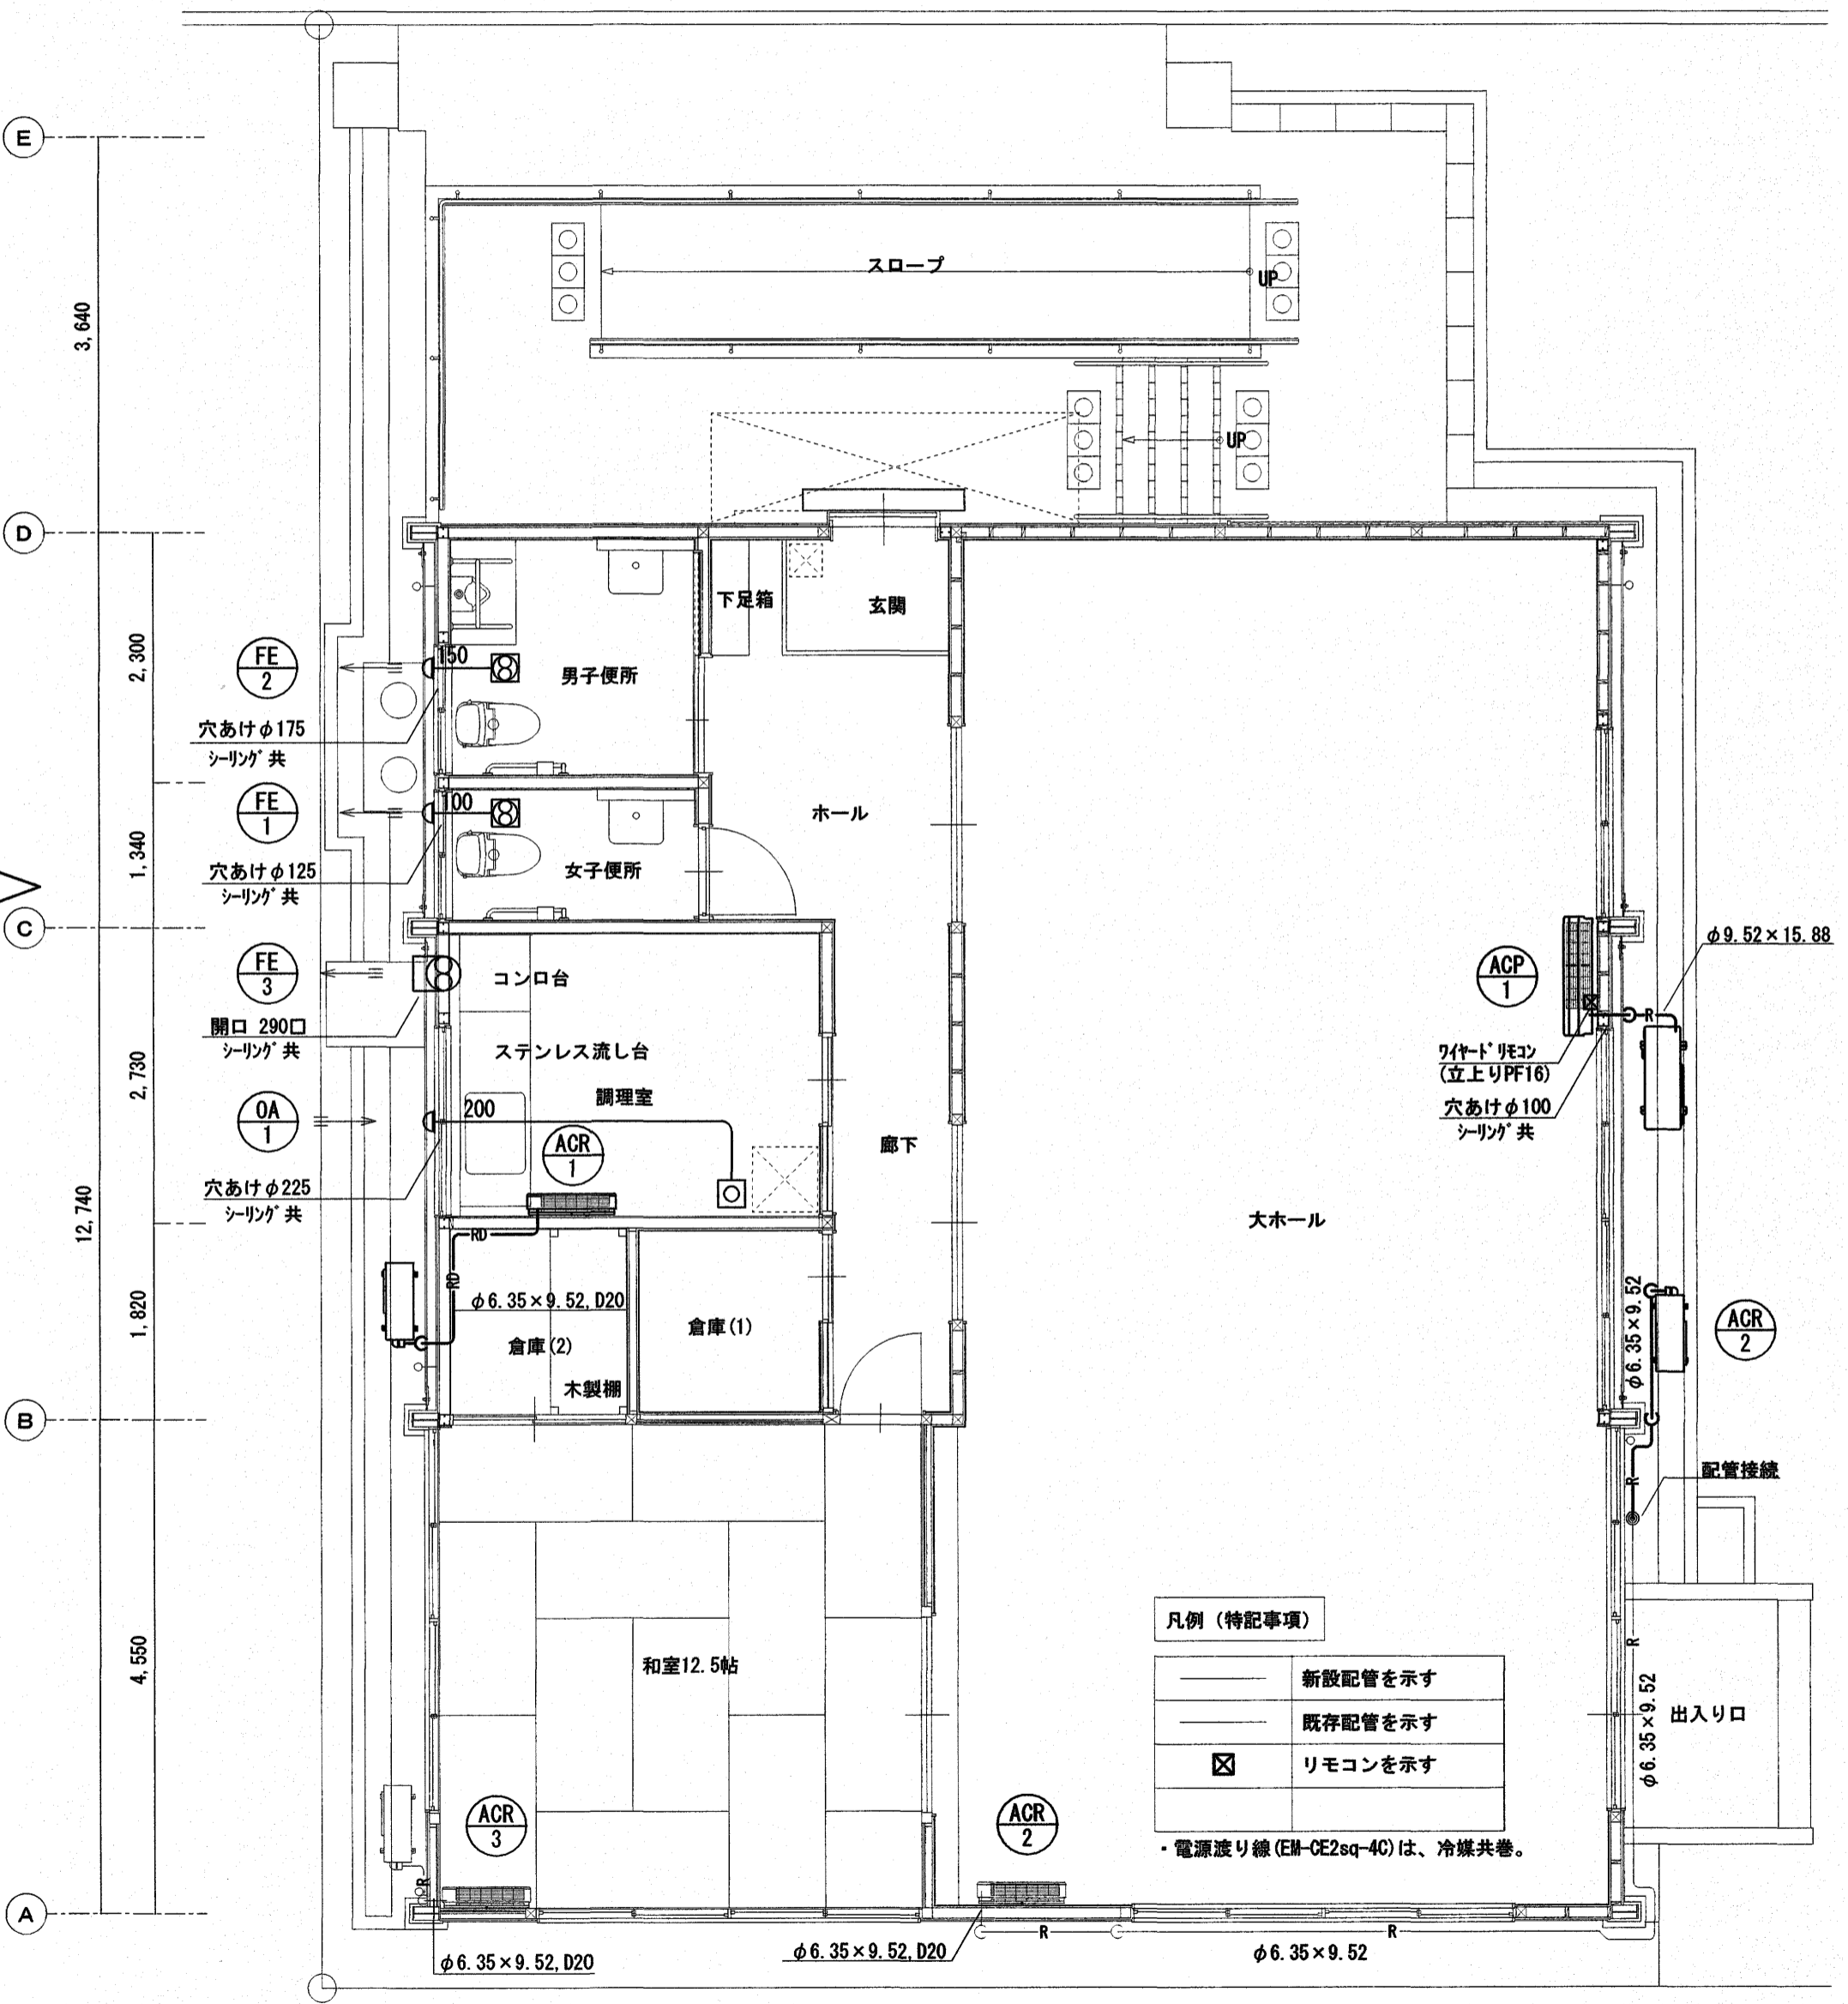 E
3,640
スロープ
UP
UP
D
2,300
下足箱
玄関
FE
2
150
男子便所
穴あけφ175
シーリング共
FE
1
100
ホール
1,340
女子便所
穴あけφ125
シーリング共
C
FE
3
コンロ台
φ9.52×15.88
ACP
1
R
開口 290□
シーリング共
ステンレス流し台
ワイヤードリモコン
(立上りPF16)
2,730
調理室
穴あけφ100
シーリング共
OA
1
200
ACR
1
廊下
穴あけφ225
シーリング共
12,740
大ホール
RD
RD
φ6.35×9.52,D20
1,820
倉庫(2)
倉庫(1)
木製棚
φ6.35×9.52
ACR
2
B
R
配管接続
4,550
和室12.5帖
凡例（特記事項）
新設配管を示す
既存配管を示す
リモコンを示す
・電源渡り線(EM-CE2sq-4C)は、冷媒共巻。
R
φ6.35×9.52
出入り口
ACR
3
ACR
2
R
A
R
R
φ6.35×9.52,D20
φ6.35×9.52,D20
φ6.35×9.52